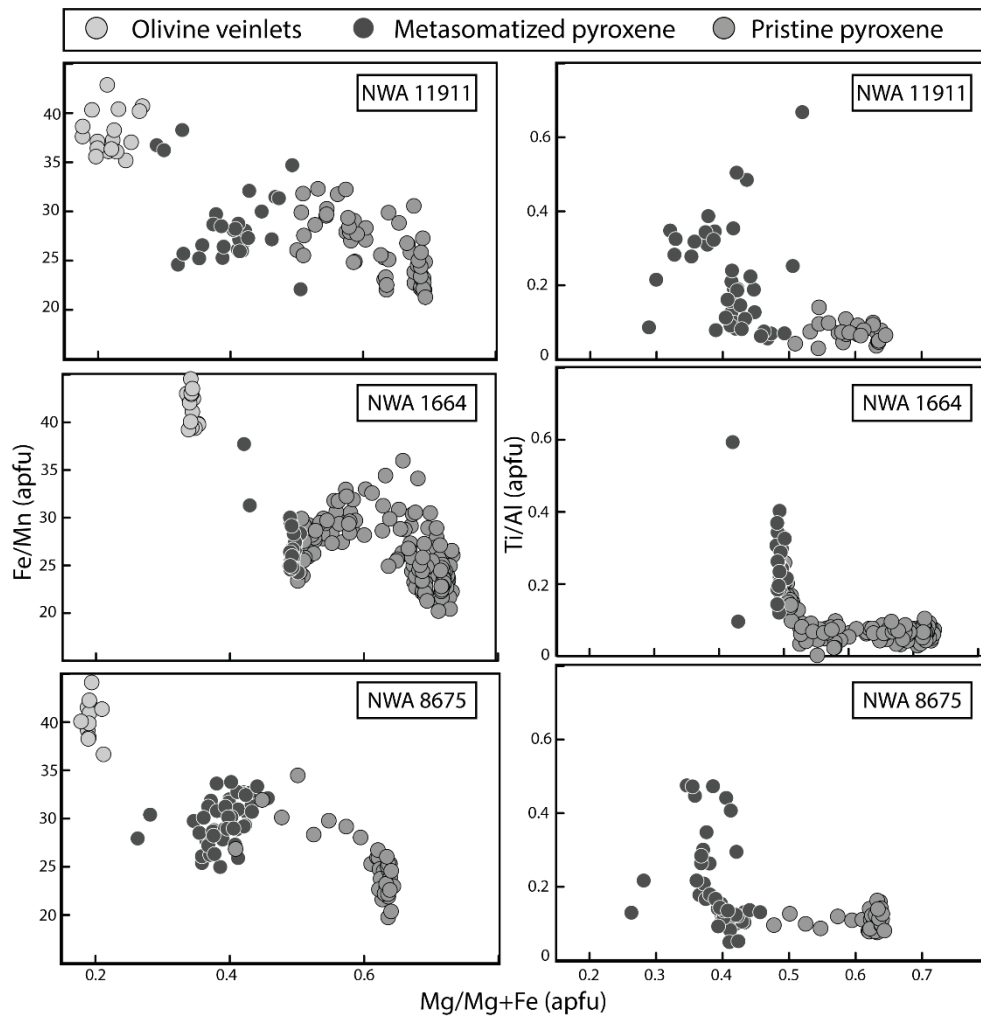 Olivine veinlets Metasomatized pyroxene Pristine pyroxene
NWA 11911
40
35
30
25
20
NWA 11911
0.6
0.4
0.2
0
NWA 1664
40
35
30
25
20
NWA 1664
0.6
0.4
0.2
0
Fe/Mn (apfu)
Ti/Al (apfu)
NWA 8675
40
35
30
25
20
NWA 8675
0.6
0.4
0.2
0
0.2 0.4 0.6
0.2 0.3 0.4 0.5 0.6 0.7
Mg/Mg+Fe (apfu)